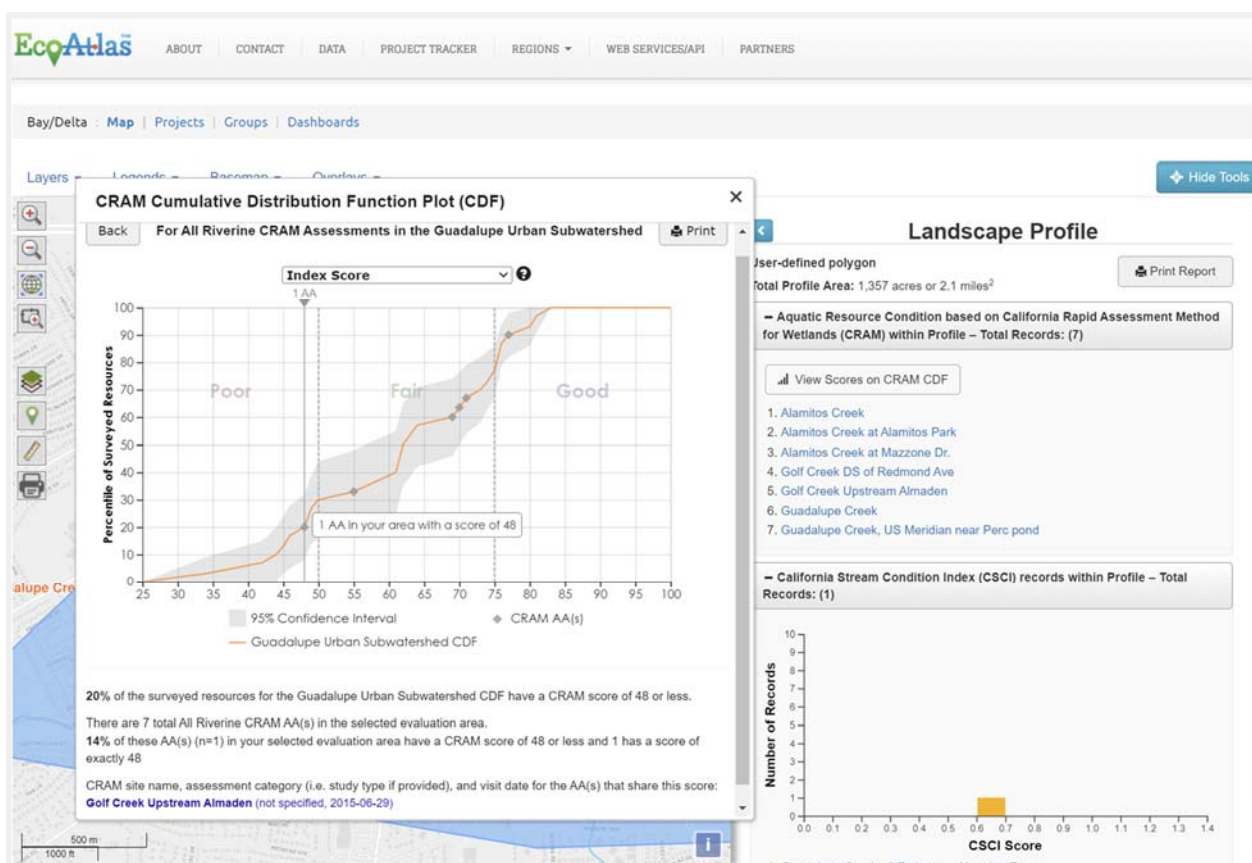 EcoAtlas
ABOUT CONTACT DATA PROJECT TRACKER REGIONS WEB SERVICES/API PARTNERS
Bay/Delta : Map | Projects | Groups | Dashboards
Layers Legends Basemap Overlays
Hide Tools
CRAM Cumulative Distribution Function Plot (CDF)
×
Back For All Riverine CRAM Assessments in the Guadalupe Urban Subwatershed Print
Index Score
?
1 AA
Percentile of Surveyed Resources
100
90
80
70
60
50
40
30
20
10
0
Poor Fair Good
1 AA in your area with a score of 48
25 30 35 40 45 50 55 60 65 70 75 80 85 90 95 100
95% Confidence Interval CRAM AA(s)
Guadalupe Urban Subwatershed CDF
20% of the surveyed resources for the Guadalupe Urban Subwatershed CDF have a CRAM score of 48 or less.
There are 7 total All Riverine CRAM AA(s) in the selected evaluation area.
14% of these AA(s) (n=1) in your selected evaluation area have a CRAM score of 48 or less and 1 has a score of
exactly 48
CRAM site name, assessment category (i.e. study type if provided), and visit date for the AA(s) that share this score:
Golf Creek Upstream Almaden (not specified, 2015-06-29)
alupe Cre
500 m
1000 ft
i
Landscape Profile
User-defined polygon
Total Profile Area: 1,357 acres or 2.1 miles²
Print Report
– Aquatic Resource Condition based on California Rapid Assessment Method
for Wetlands (CRAM) within Profile – Total Records: (7)
View Scores on CRAM CDF
1. Alamitos Creek
2. Alamitos Creek at Alamitos Park
3. Alamitos Creek at Mazzone Dr.
4. Golf Creek DS of Redmond Ave
5. Golf Creek Upstream Almaden
6. Guadalupe Creek
7. Guadalupe Creek, US Meridian near Perc pond
– California Stream Condition Index (CSCI) records within Profile – Total
Records: (1)
Number of Records
10
9
8
7
6
5
4
3
2
1
0
0.0 0.1 0.2 0.3 0.4 0.5 0.6 0.7 0.8 0.9 1.0 1.1 1.2 1.3 1.4
CSCI Score